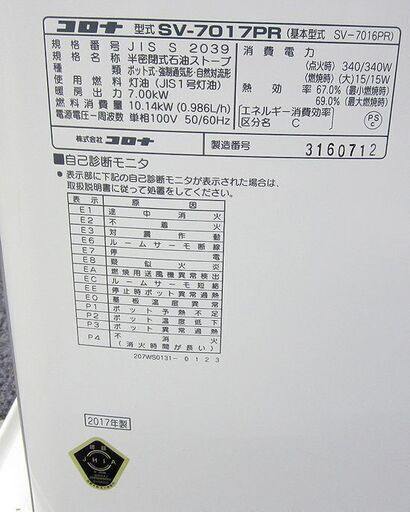 コロナ 型式 SV-7017PR (基本型式 SV-7016PR)
規格番号 JIS S 2039
規格名称 半密閉式石油ストーブ
種類 ポット式・強制通気形・自然対流形
使用燃料 灯油 (JIS1号灯油)
暖房出力 7.00kW
燃料消費量 10.14kW (0.986L/h)
電源電圧-周波数 単相100V 50/60Hz
消費電力
(点火時) 340/340W
(燃焼時) (大) 15/15W
熱効率 67.0% (最小燃焼時)
69.0% (最大燃焼時)
エネルギー消費効率
区分名 C
PS
C
株式会社 コロナ
製造番号 3160712
■自己診断モニタ
● 表示部に下記の自己診断モニタが表示された場合は、
取扱説明書に従って処置をしてください。
表示 原因
E1 途中消火
E2 不着火
E3 対震作動
E6 ルームサーモ断線
E7 停電
E8 疑似火炎
EA 燃焼用送風機異常検出
EC ルームサーモ短絡
EE 停止時ポット異常過熱
E0 基板温度異常
P1 ポット予熱不足
P2 ポット温度低下
P3 ポット異常過熱
P4 不消火
(消火時間が長い)
207WS0131-6123
2017年製
JHIA